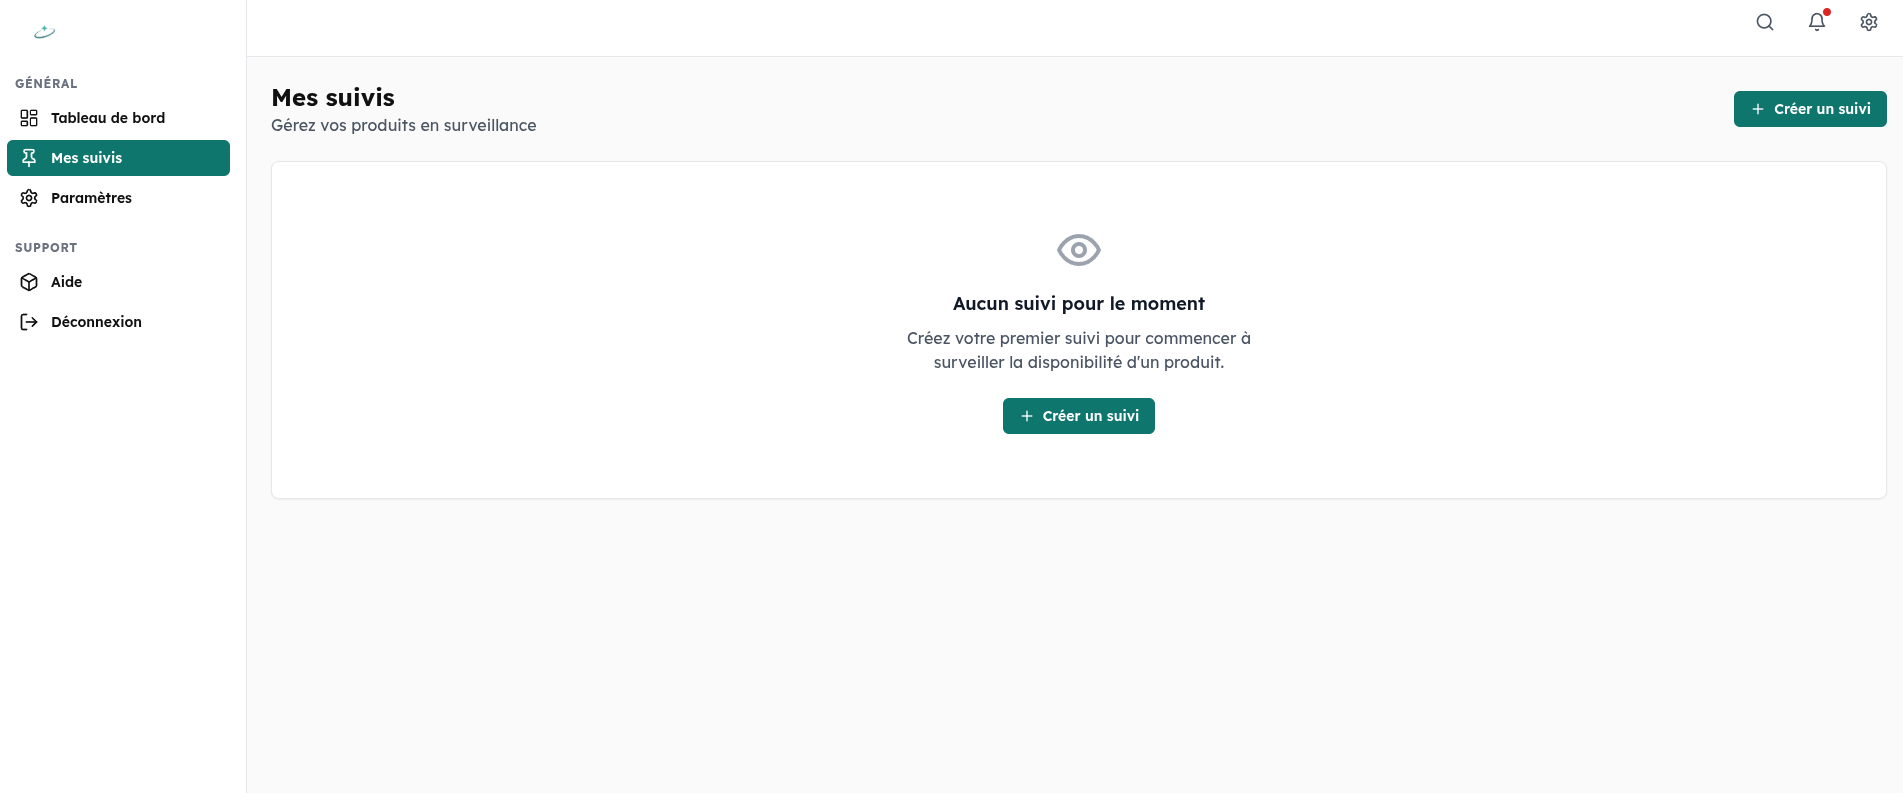 GÉNÉRAL
Tableau de bord
Mes suivis
Paramètres
SUPPORT
Aide
Déconnexion
Mes suivis
Gérez vos produits en surveillance
Créer un suivi
Aucun suivi pour le moment
Créez votre premier suivi pour commencer à
surveiller la disponibilité d'un produit.
Créer un suivi